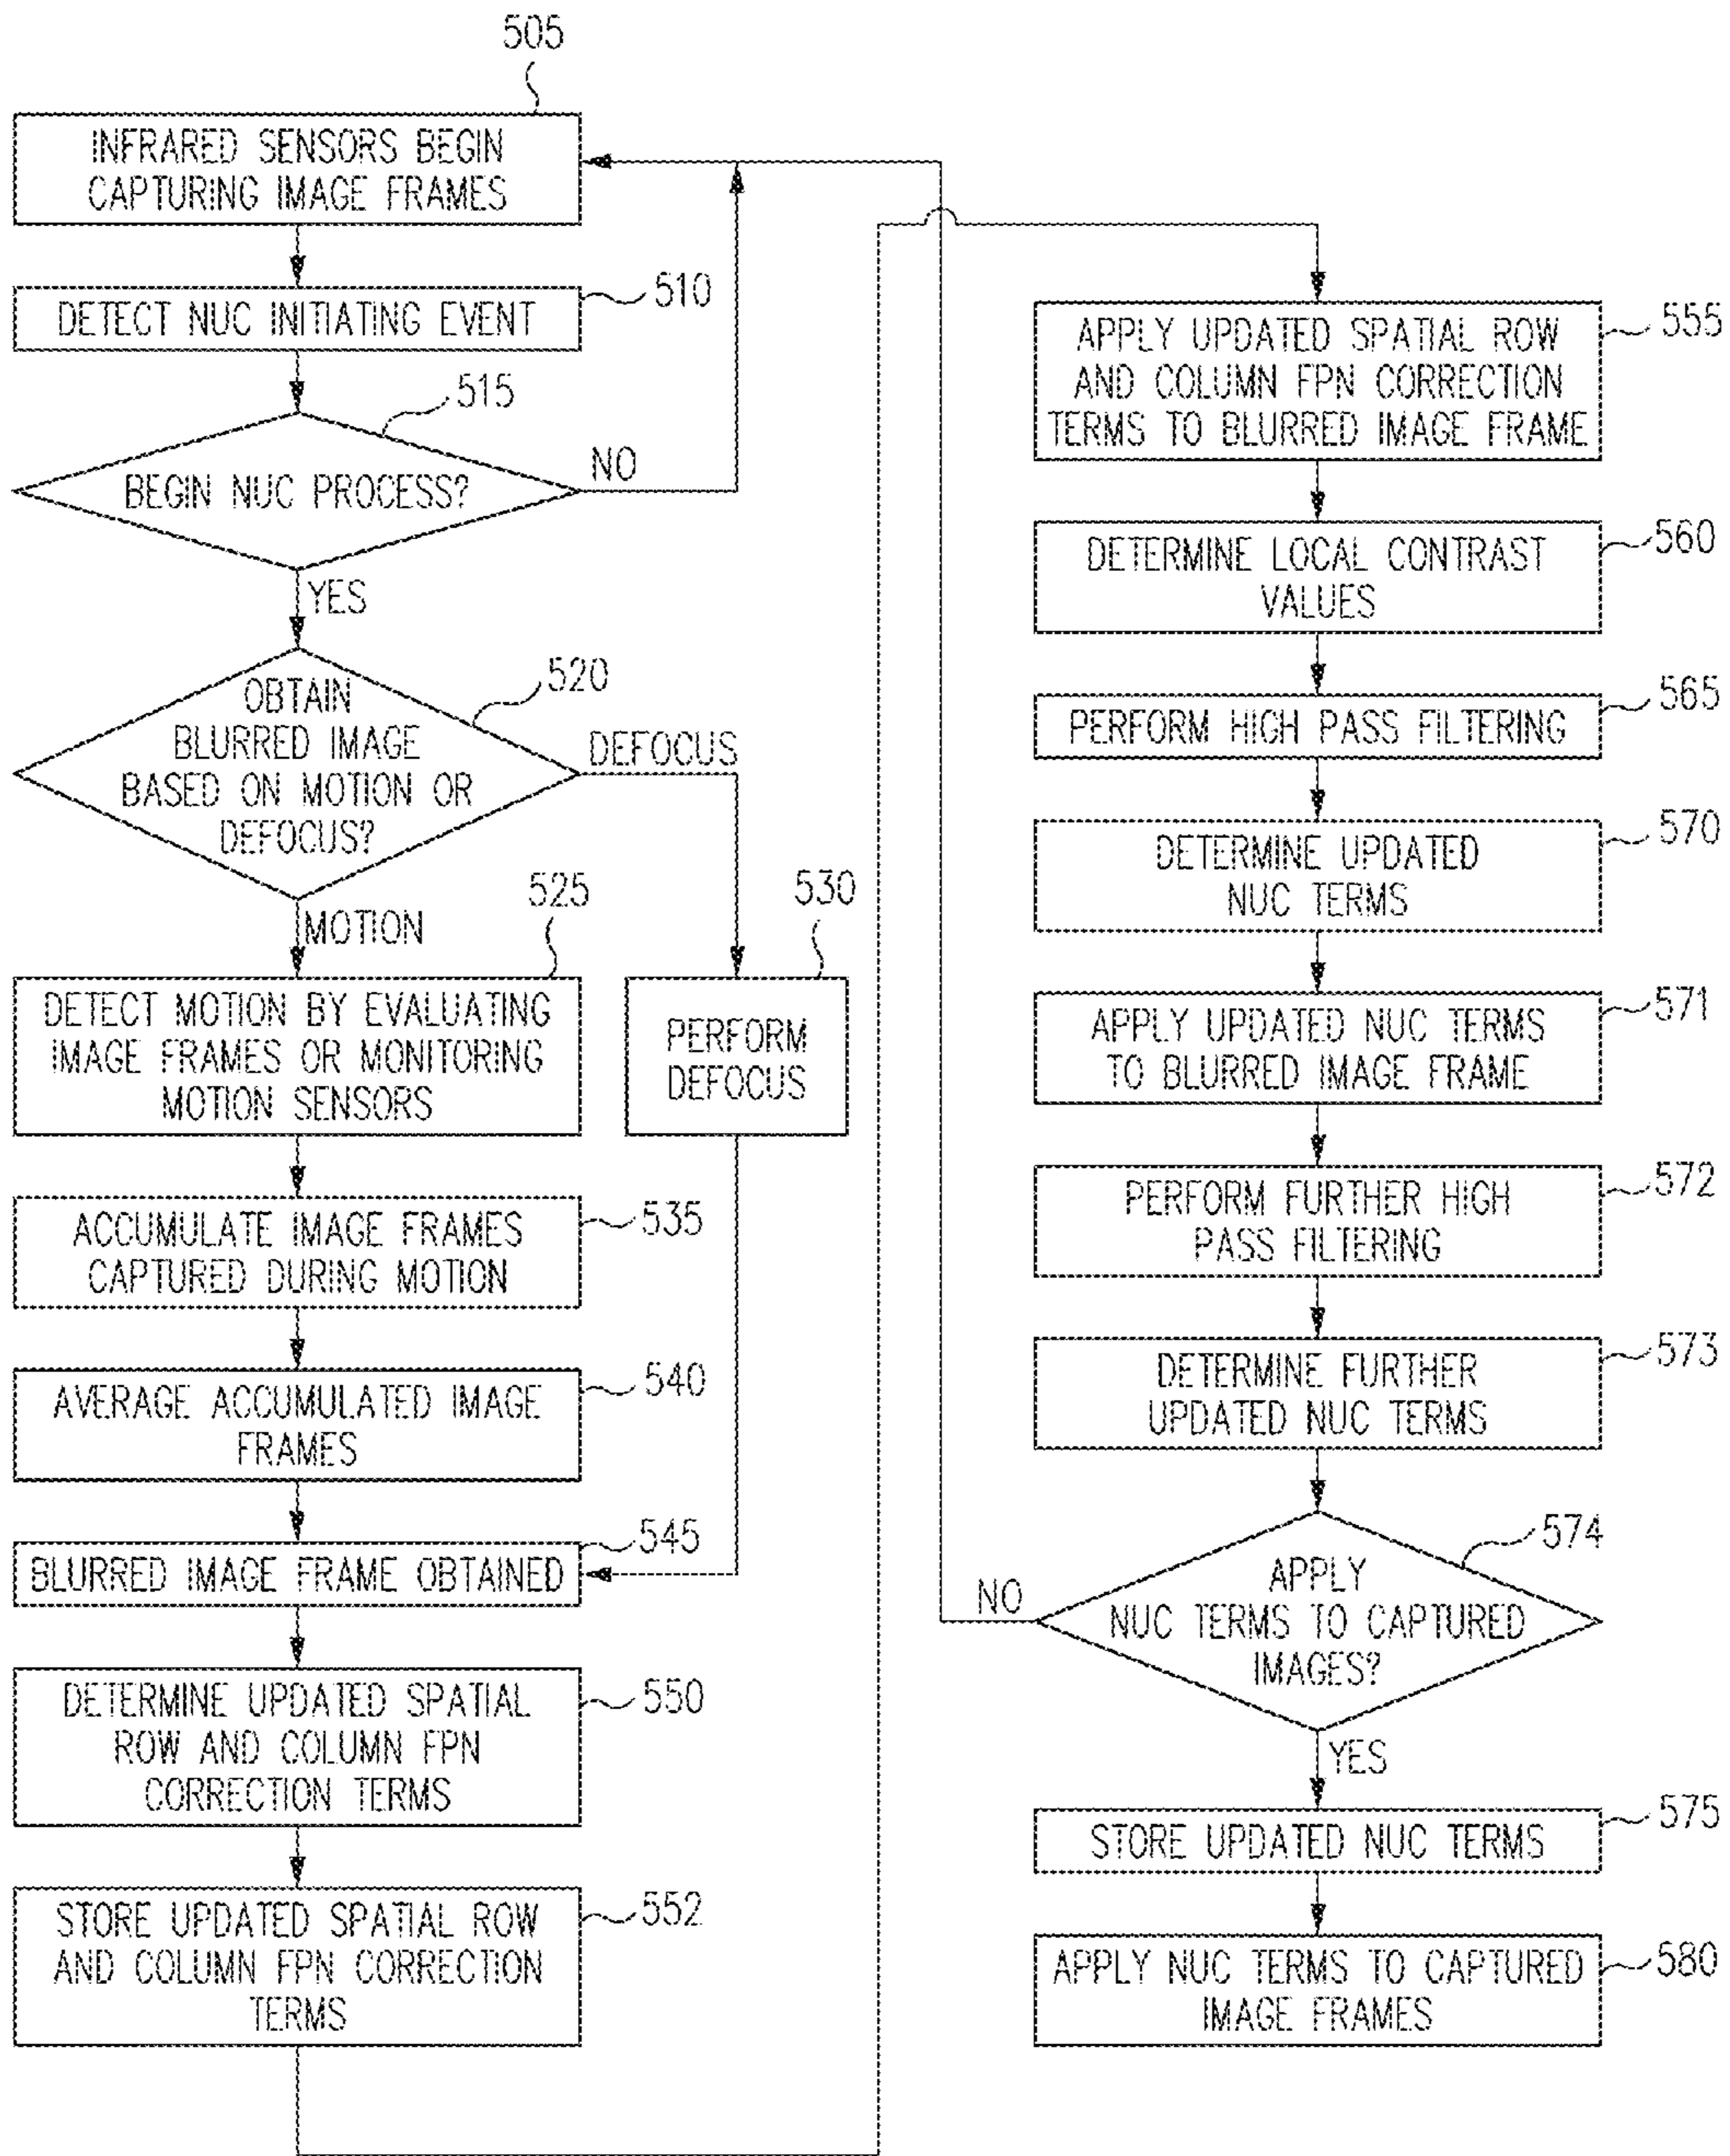 505
INFRARED SENSORS BEGIN
CAPTURING IMAGE FRAMES
DETECT NUC INITIATING EVENT
510
515
BEGIN NUC PROCESS?
NO
YES
520
OBTAIN
BLURRED IMAGE
BASED ON MOTION OR
DEFOCUS?
DEFOCUS
MOTION
525
DETECT MOTION BY EVALUATING
IMAGE FRAMES OR MONITORING
MOTION SENSORS
530
PERFORM
DEFOCUS
ACCUMULATE IMAGE FRAMES
CAPTURED DURING MOTION
535
AVERAGE ACCUMULATED IMAGE
FRAMES
540
BLURRED IMAGE FRAME OBTAINED
545
DETERMINE UPDATED SPATIAL
ROW AND COLUMN FPN
CORRECTION TERMS
550
STORE UPDATED SPATIAL ROW
AND COLUMN FPN CORRECTION
TERMS
552
APPLY UPDATED SPATIAL ROW
AND COLUMN FPN CORRECTION
TERMS TO BLURRED IMAGE FRAME
555
DETERMINE LOCAL CONTRAST
VALUES
560
PERFORM HIGH PASS FILTERING
565
DETERMINE UPDATED
NUC TERMS
570
APPLY UPDATED NUC TERMS
TO BLURRED IMAGE FRAME
571
PERFORM FURTHER HIGH
PASS FILTERING
572
DETERMINE FURTHER
UPDATED NUC TERMS
573
574
APPLY
NUC TERMS TO CAPTURED
IMAGES?
NO
YES
STORE UPDATED NUC TERMS
575
APPLY NUC TERMS TO CAPTURED
IMAGE FRAMES
580